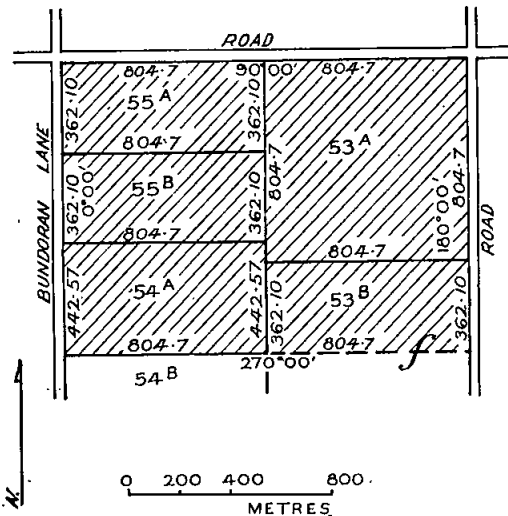 ROAD
804·7 90°00' 804·7
362·10 55A 362·10
804·7
BUNDORAN LANE
362·10 0°00' 55B 362·10
804·7
442·57 54A 442·57
804·7
54B
804·7 53A 180°00' 804·7
804·7
ROAD
362·10 53B 362·10
804·7
270°00' f
N.
0 200 400 800
METRES